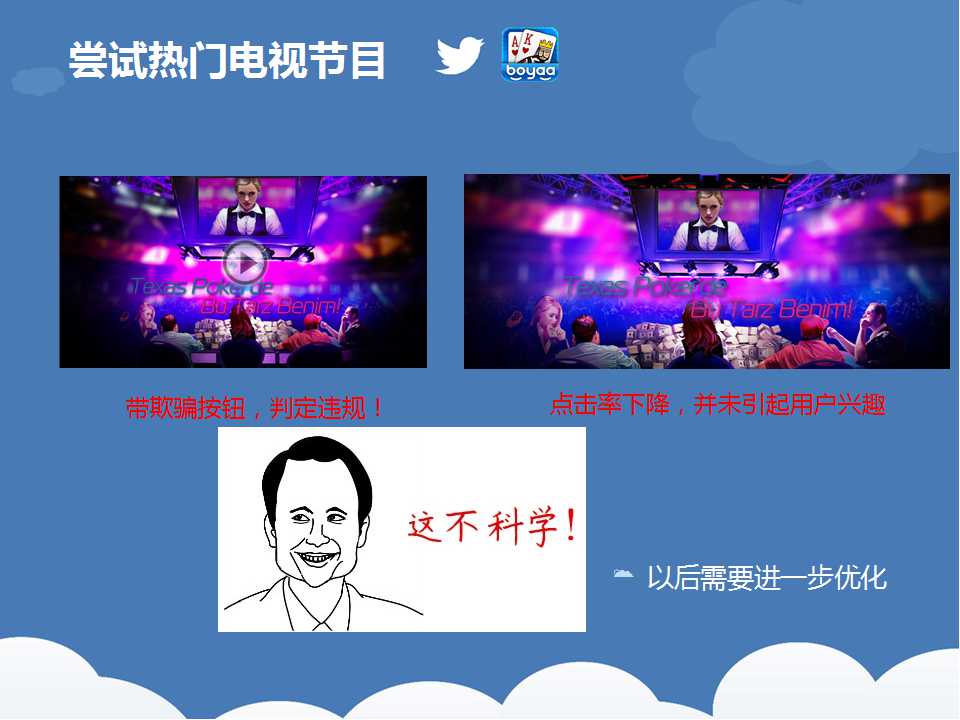 尝试热门电视节目
A K
boyaa
Texas Poker'de
Bu Tarz Benim!
Texas Poker'de
Bu Tarz Benim!
带欺骗按钮，判定违规！
点击率下降，并未引起用户兴趣
这不科学！
以后需要进一步优化